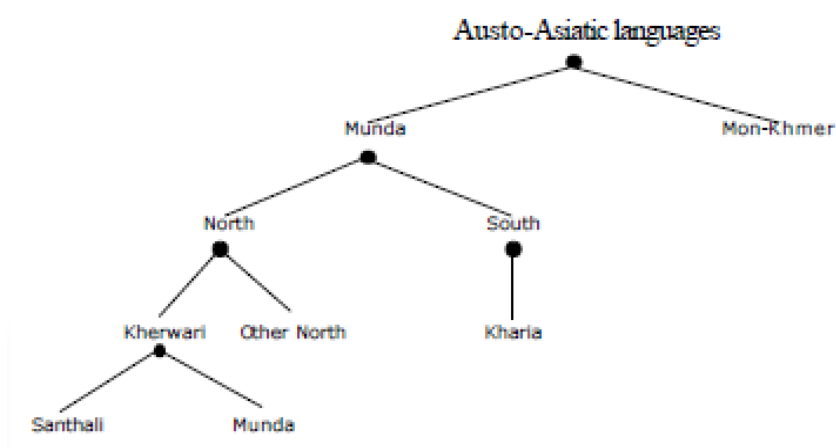 Austo-Asiatic languages
Munda
Mon-Khmer
North
South
Kherwari
Other North
Kharia
Santhali
Munda